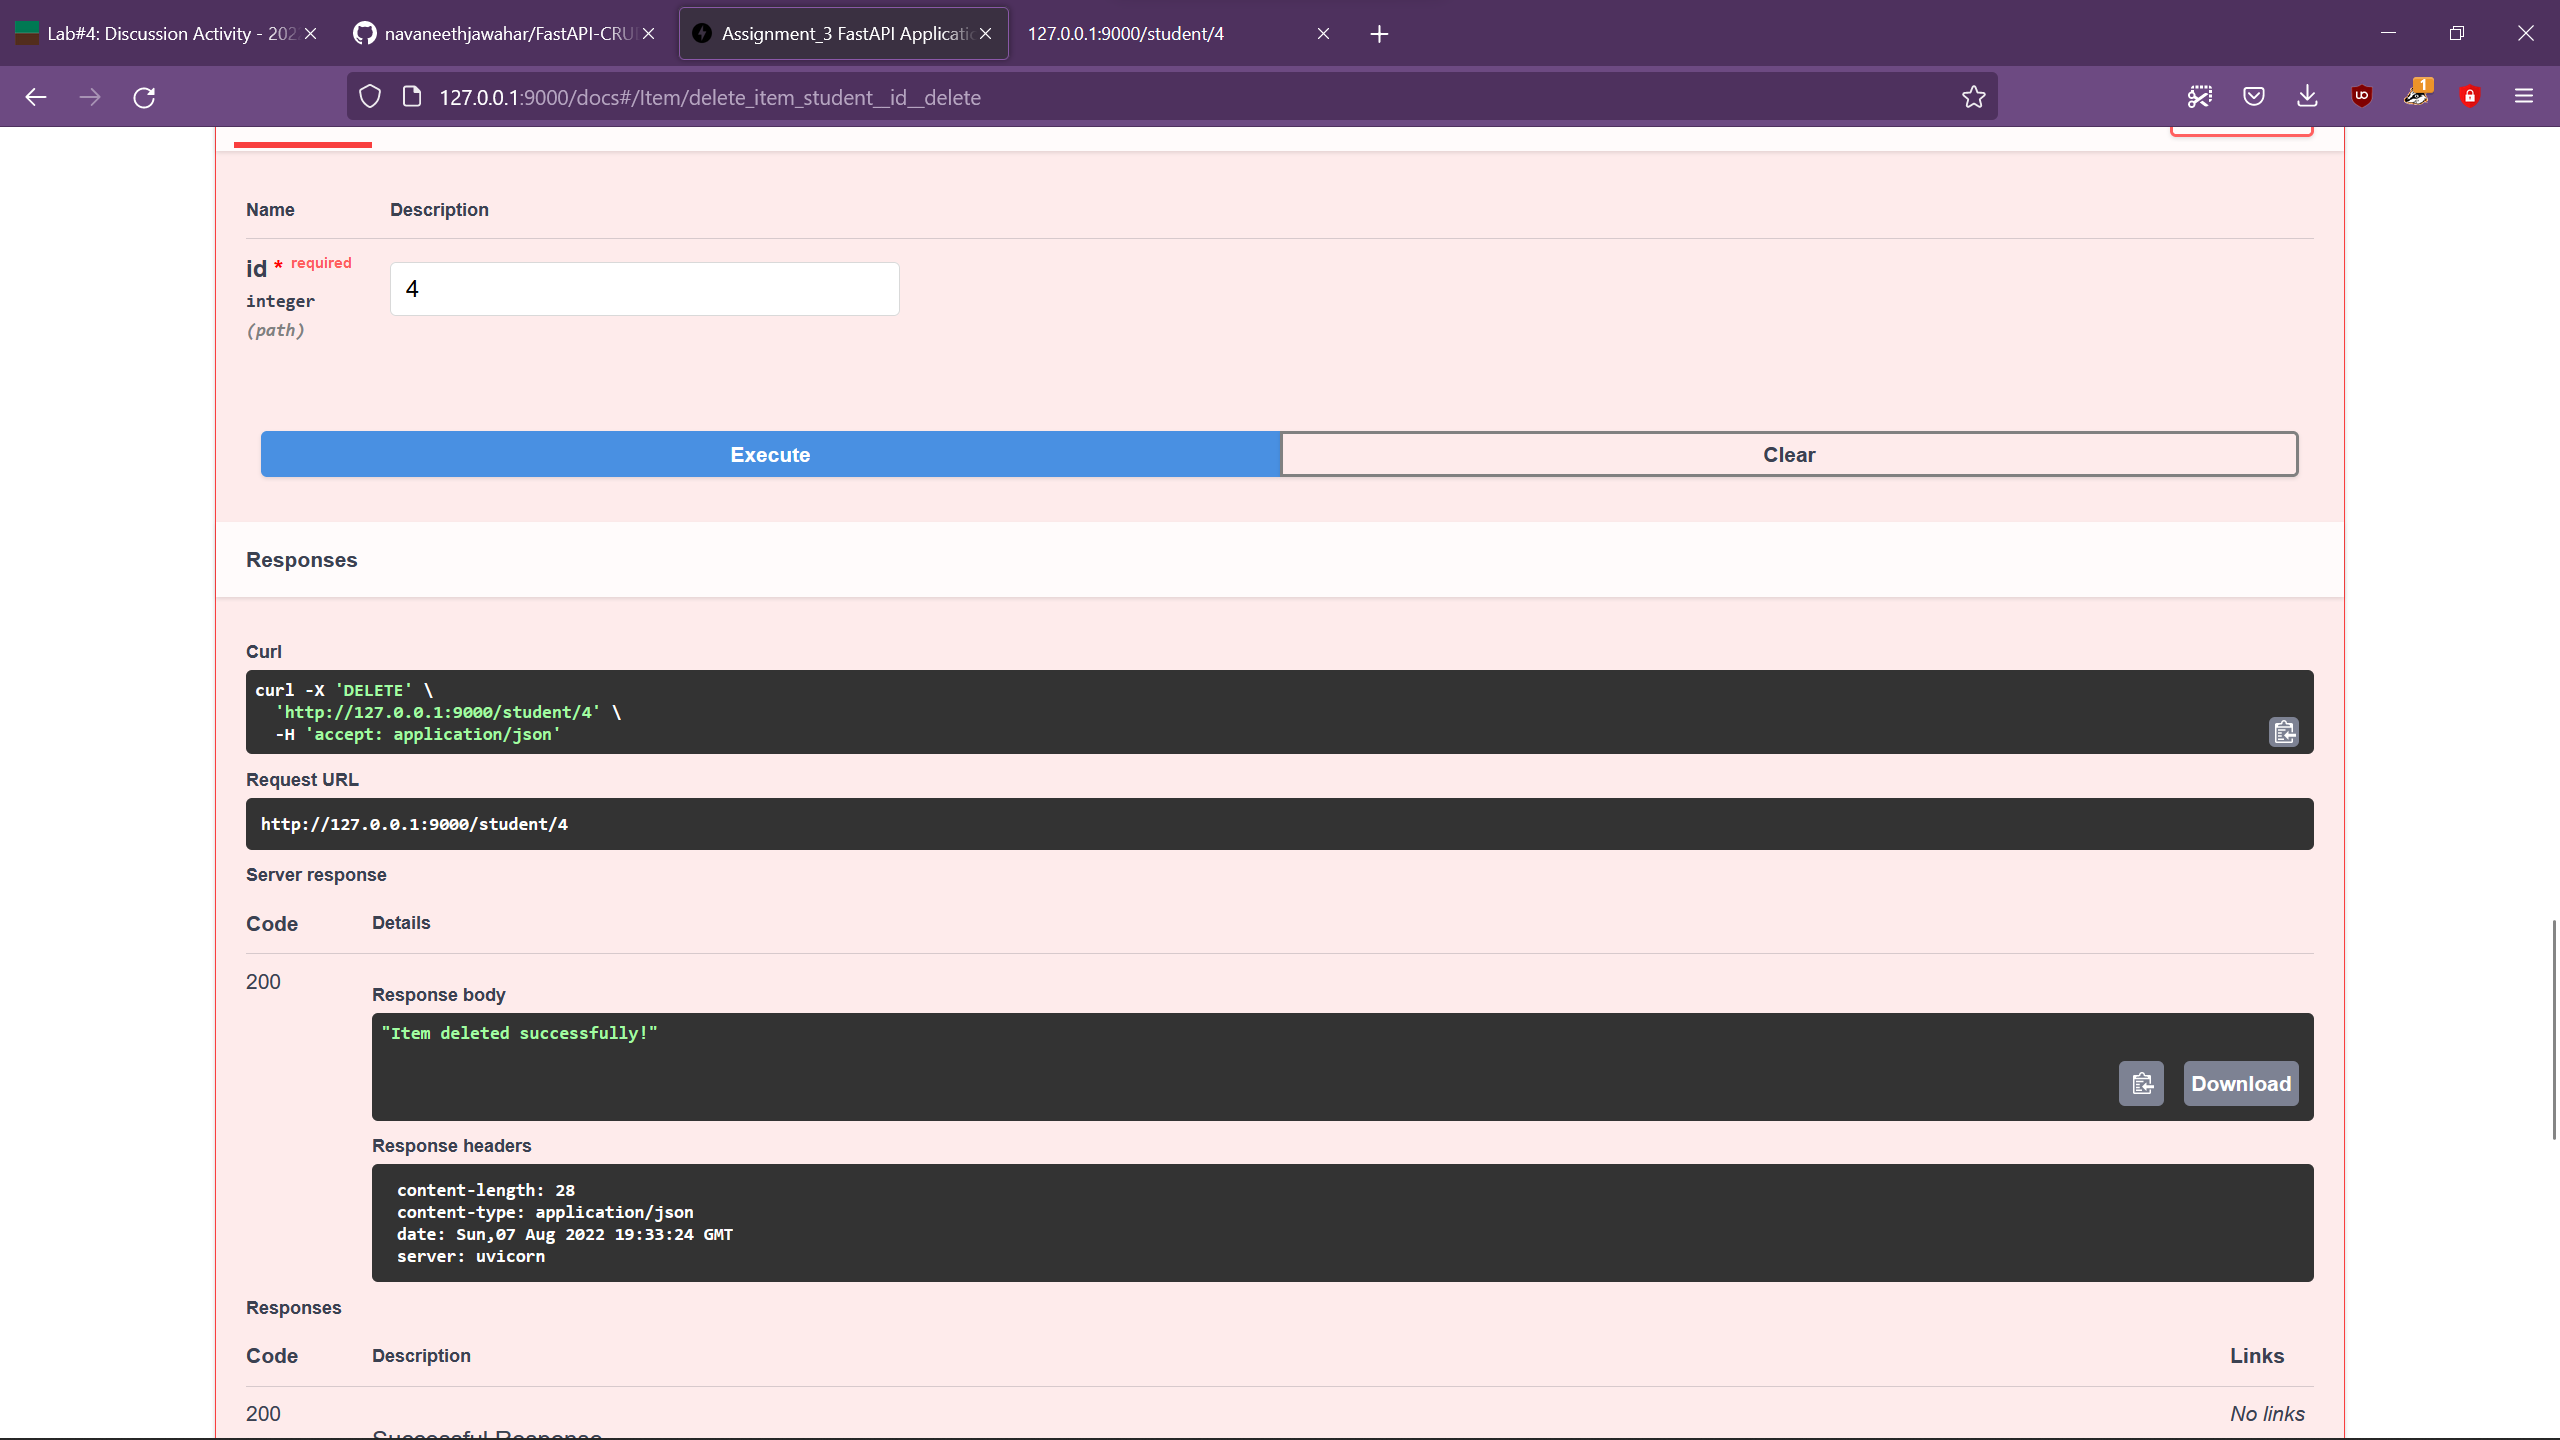 Lab#4: Discussion Activity - 202
navaneethjawahar/FastAPI-CRU
Assignment_3 FastAPI Applicatio
127.0.0.1:9000/student/4
127.0.0.1:9000/docs#/Item/delete_item_student__id__delete
1
Name Description
id * required
4
integer
(path)
Execute Clear
Responses
Curl
curl -X 'DELETE' \
'http://127.0.0.1:9000/student/4' \
-H 'accept: application/json'
Request URL
http://127.0.0.1:9000/student/4
Server response
Code Details
200
Response body
"Item deleted successfully!"
Download
Response headers
content-length: 28
content-type: application/json
date: Sun,07 Aug 2022 19:33:24 GMT
server: uvicorn
Responses
Code Description Links
200 No links
Successful Response